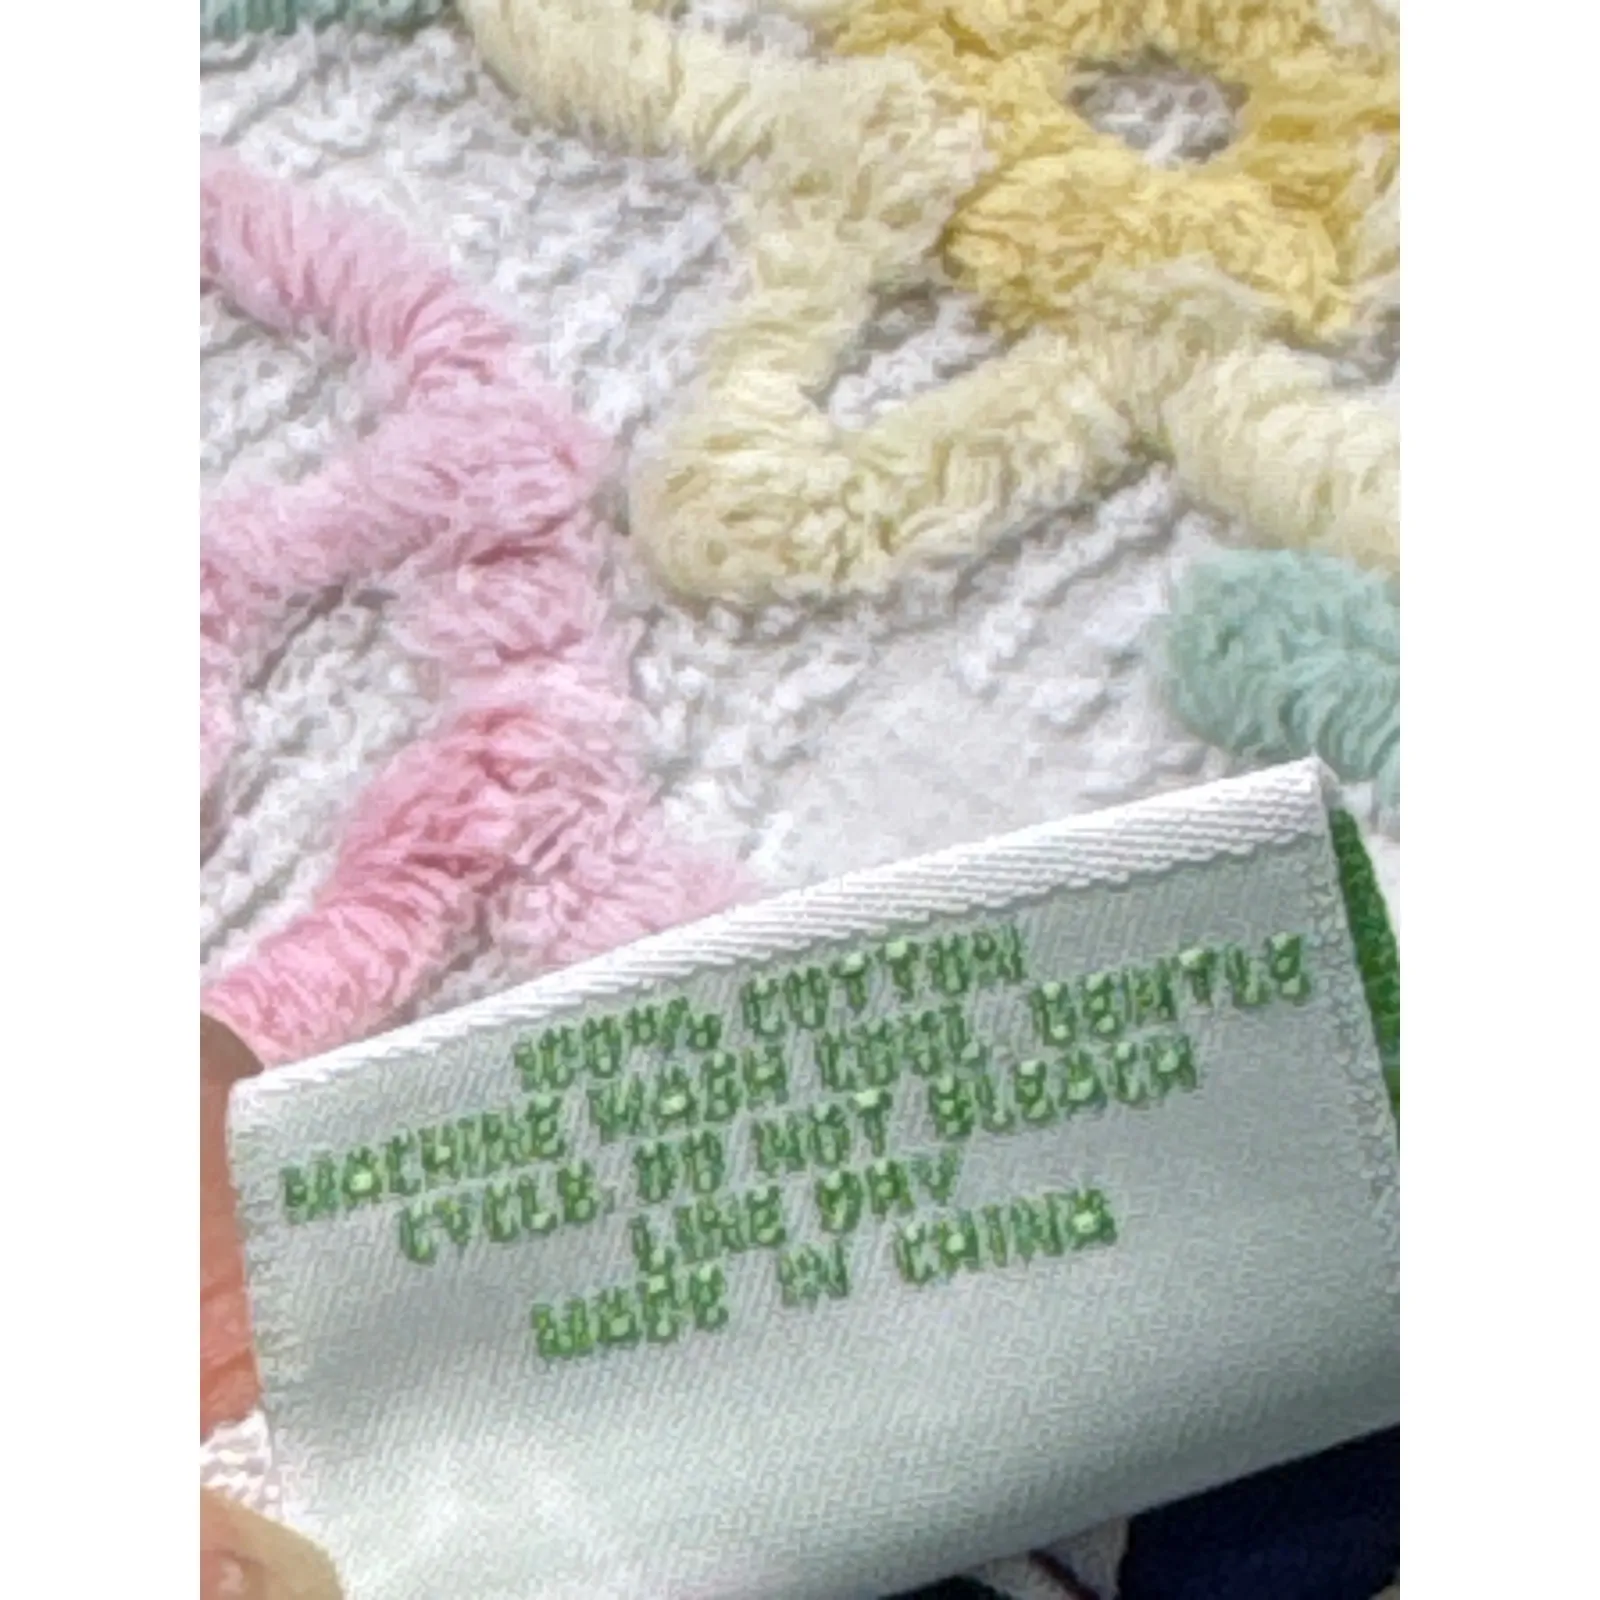 100% COTTON
MACHINE WASH COOL GENTLE
CYCLE. DO NOT BLEACH
LINE DRY
MADE IN CHINA